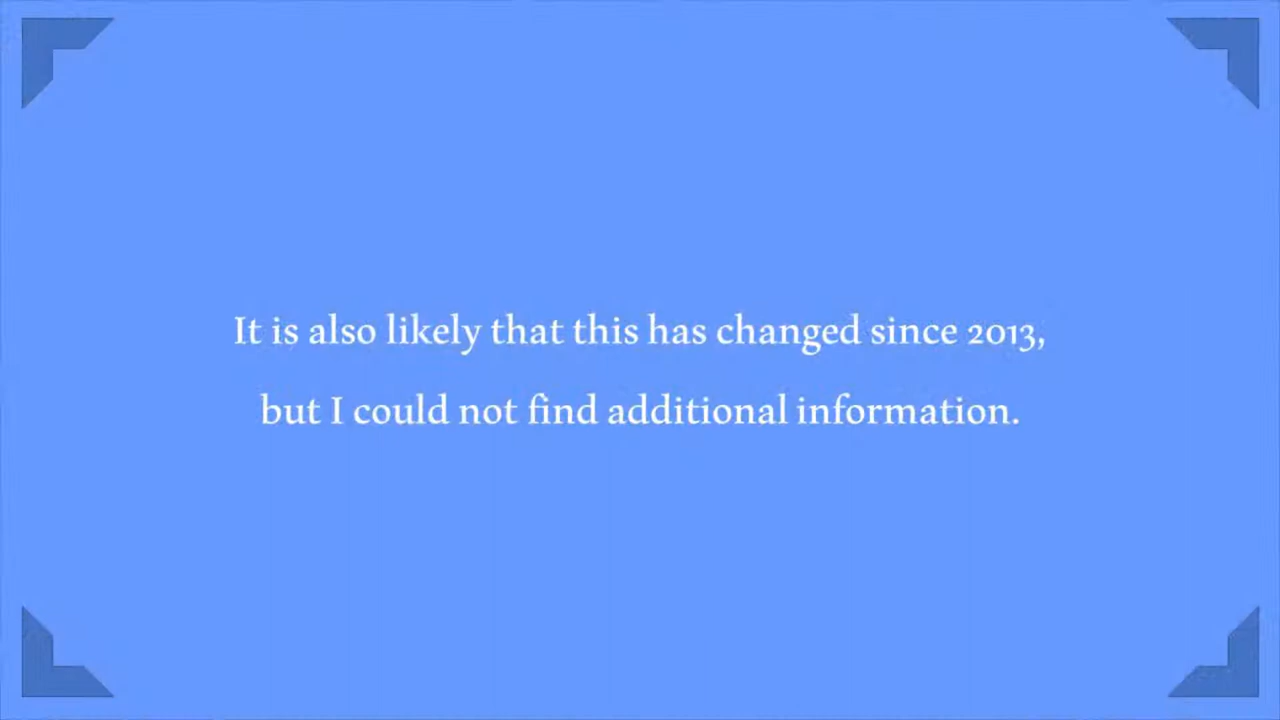 It is also likely that this has changed since 2013,
but I could not find additional information.